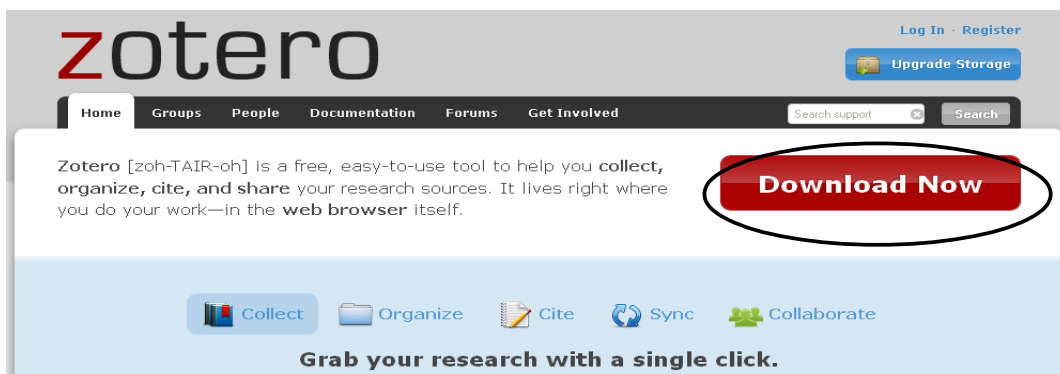 zotero
Log In · Register
Upgrade Storage
Home Groups People Documentation Forums Get Involved
Search support Search
Zotero [zoh-TAIR-oh] is a free, easy-to-use tool to help you collect,
organize, cite, and share your research sources. It lives right where
you do your work—in the web browser itself.
Download Now
Collect Organize Cite Sync Collaborate
Grab your research with a single click.